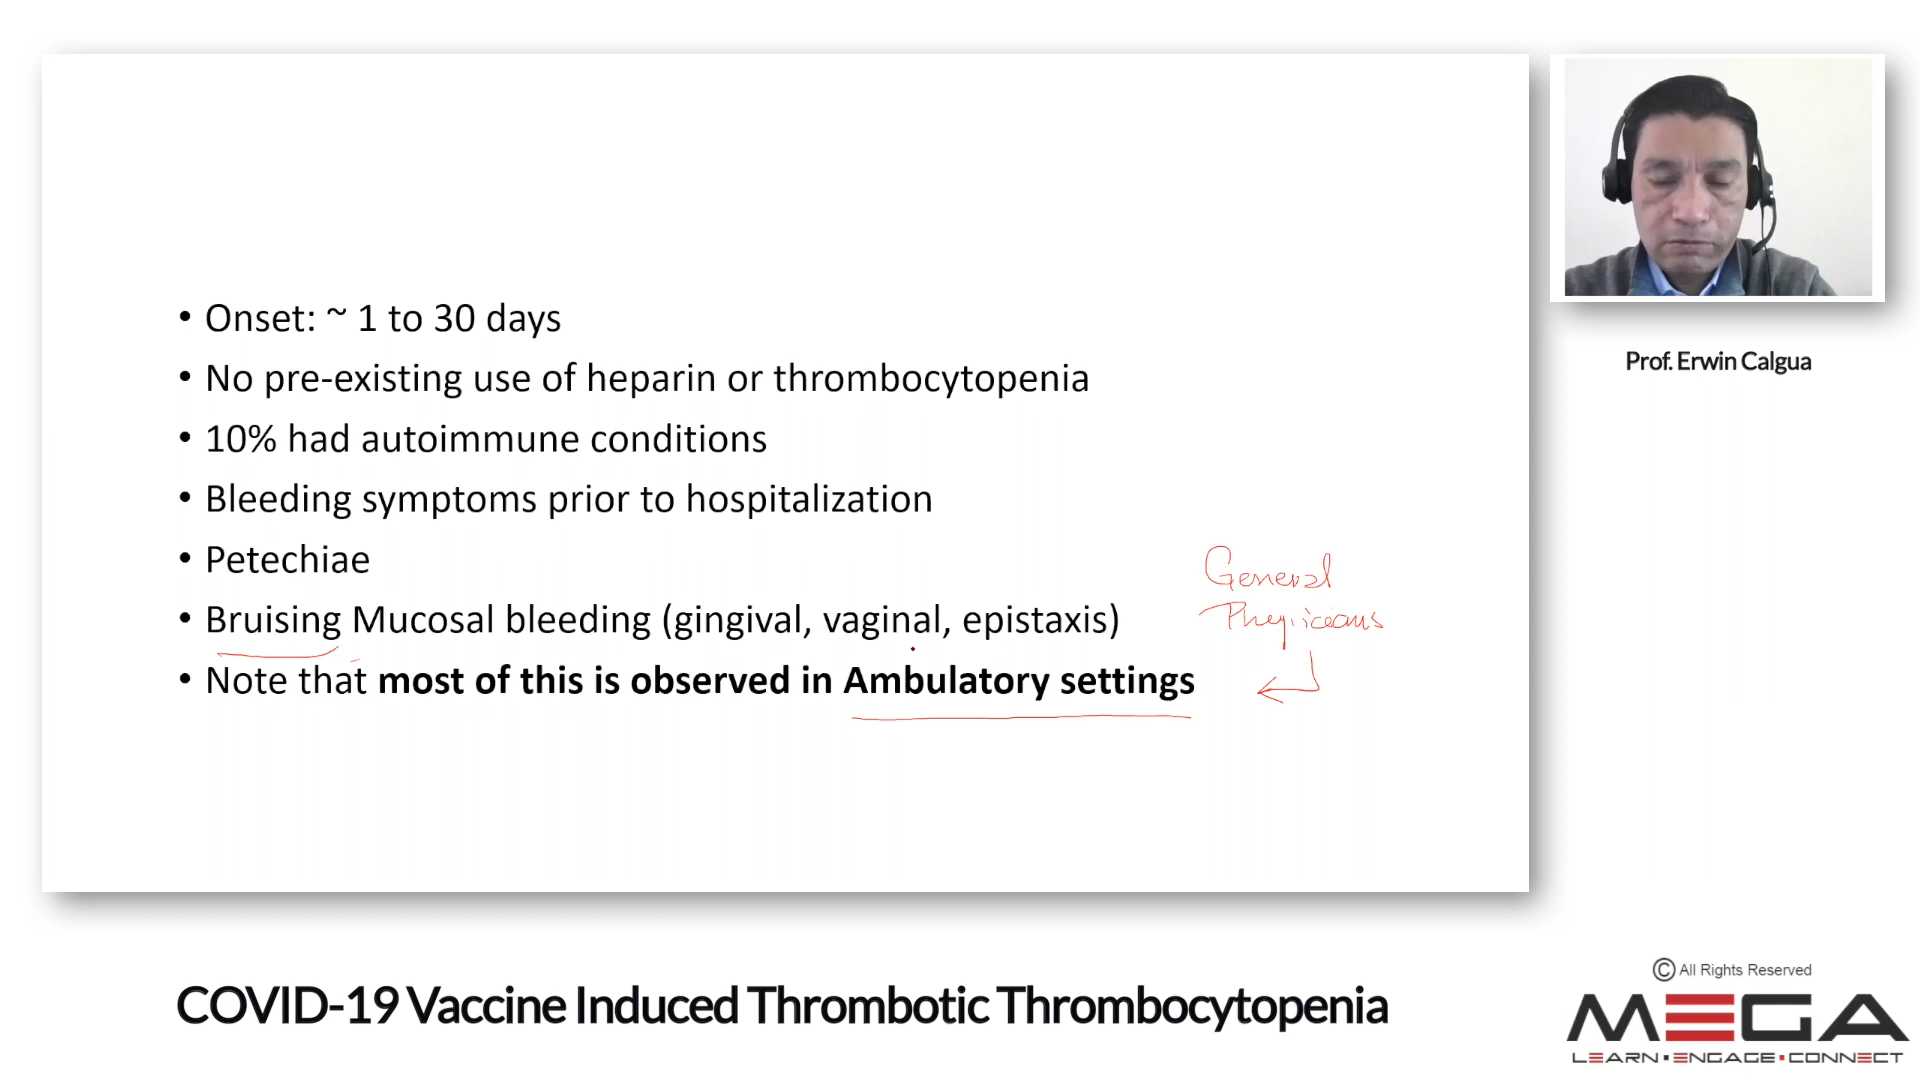 • Onset: ~ 1 to 30 days
• No pre-existing use of heparin or thrombocytopenia
• 10% had autoimmune conditions
• Bleeding symptoms prior to hospitalization
• Petechiae
• Bruising Mucosal bleeding (gingival, vaginal, epistaxis)
• Note that most of this is observed in Ambulatory settings
General
Physicians
Prof. Erwin Calgua
COVID-19 Vaccine Induced Thrombotic Thrombocytopenia
© All Rights Reserved
MEGA
LEARN▪ENGAGE▪CONNECT